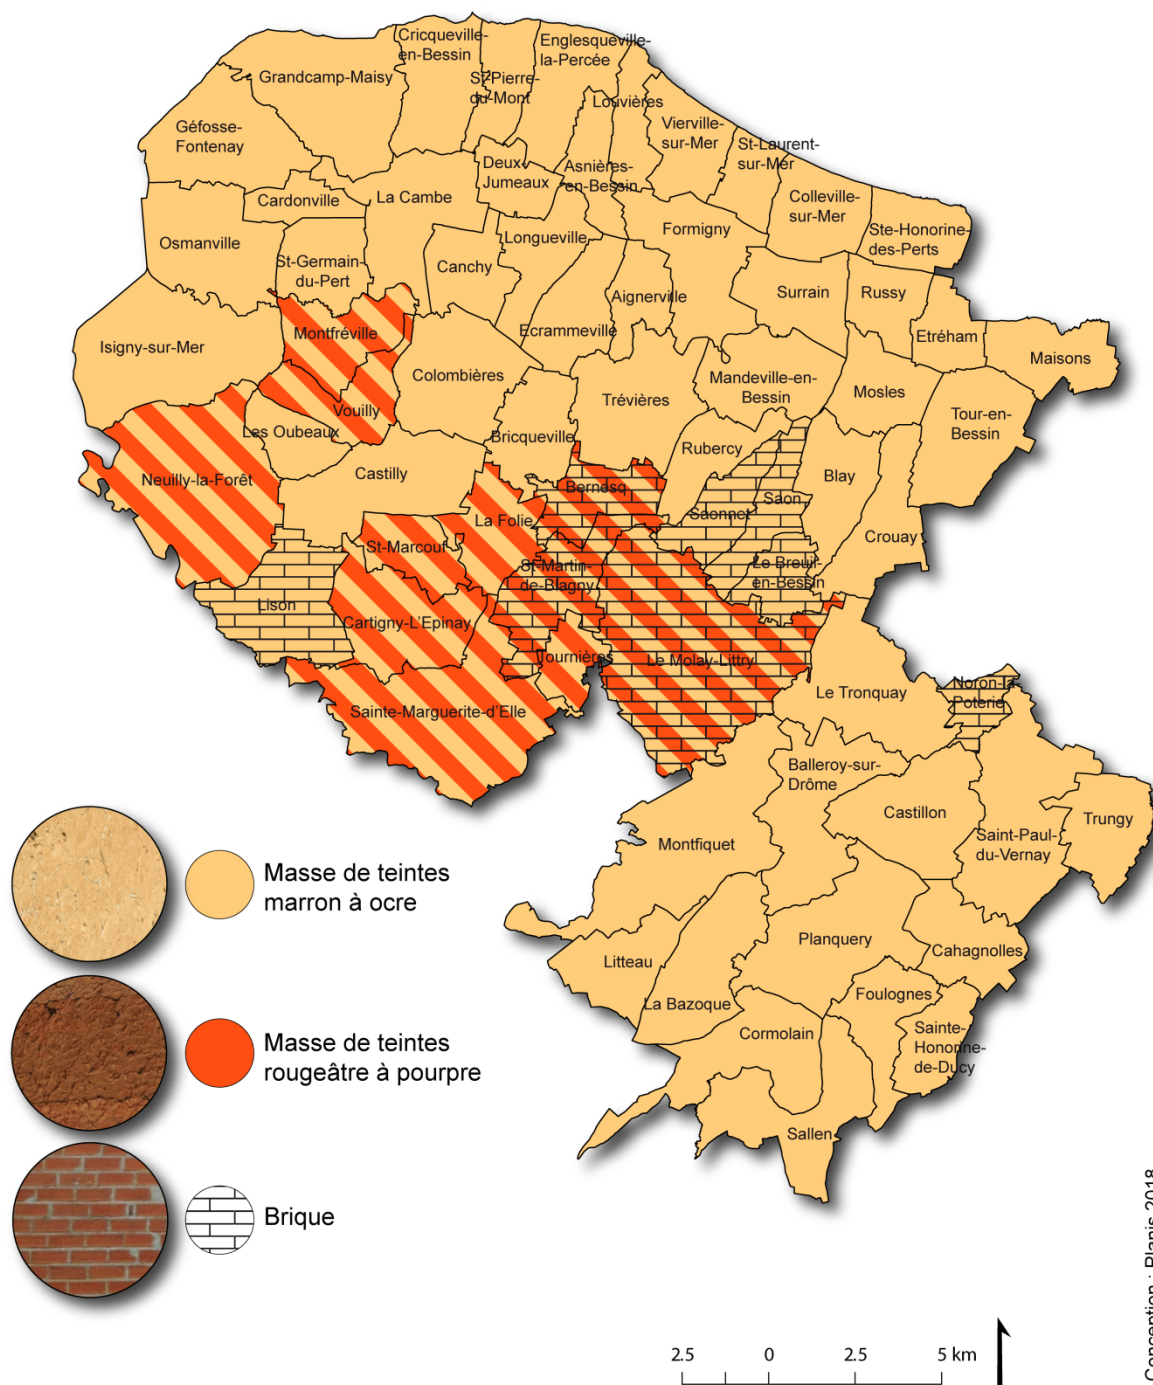 Cricqueville-
en-Bessin
Englesqueville-
la-Percée
Grandcamp-Maisy
St-Pierre-
du-Mont
Louvières
Géfosse-
Fontenay
Vierville-
sur-Mer
St-Laurent-
sur-Mer
Deux-
Jumeaux
Asnières-
en-Bessin
Cardonville
La Cambe
Colleville-
sur-Mer
Ste-Honorine-
des-Perts
Osmanville
Longueville
Formigny
St-Germain-
du-Pert
Canchy
Aignerville
Surrain
Russy
Isigny-sur-Mer
Montfréville
Ecrammeville
Etréham
Maisons
Colombières
Trévières
Mandeville-en-
Bessin
Mosles
Tour-en-
Bessin
Vouilly
Les Oubeaux
Bricqueville
Rubercy
Neuilly-la-Forêt
Castilly
Bernesq
Blay
Saon
Saonnet
La Folie
Crouay
St-Marcouf
St-Martin-
de-Blagny
Le Breuil-
en-Bessin
Lison
Cartigny-L'Epinay
Tournières
Le Molay-Littry
Sainte-Marguerite-d'Elle
Le Tronquay
Noron-la-
Poterie
Balleroy-sur-
Drôme
Castillon
Saint-Paul-
du-Vernay
Trungy
Montfiquet
Planquery
Cahagnolles
Litteau
La Bazoque
Foulognes
Cormolain
Sainte-
Honorine-
de-Ducy
Sallen
Masse de teintes
marron à ocre
Masse de teintes
rougeâtre à pourpre
Brique
2.5 0 2.5 5 km
Conception : Planis 2018